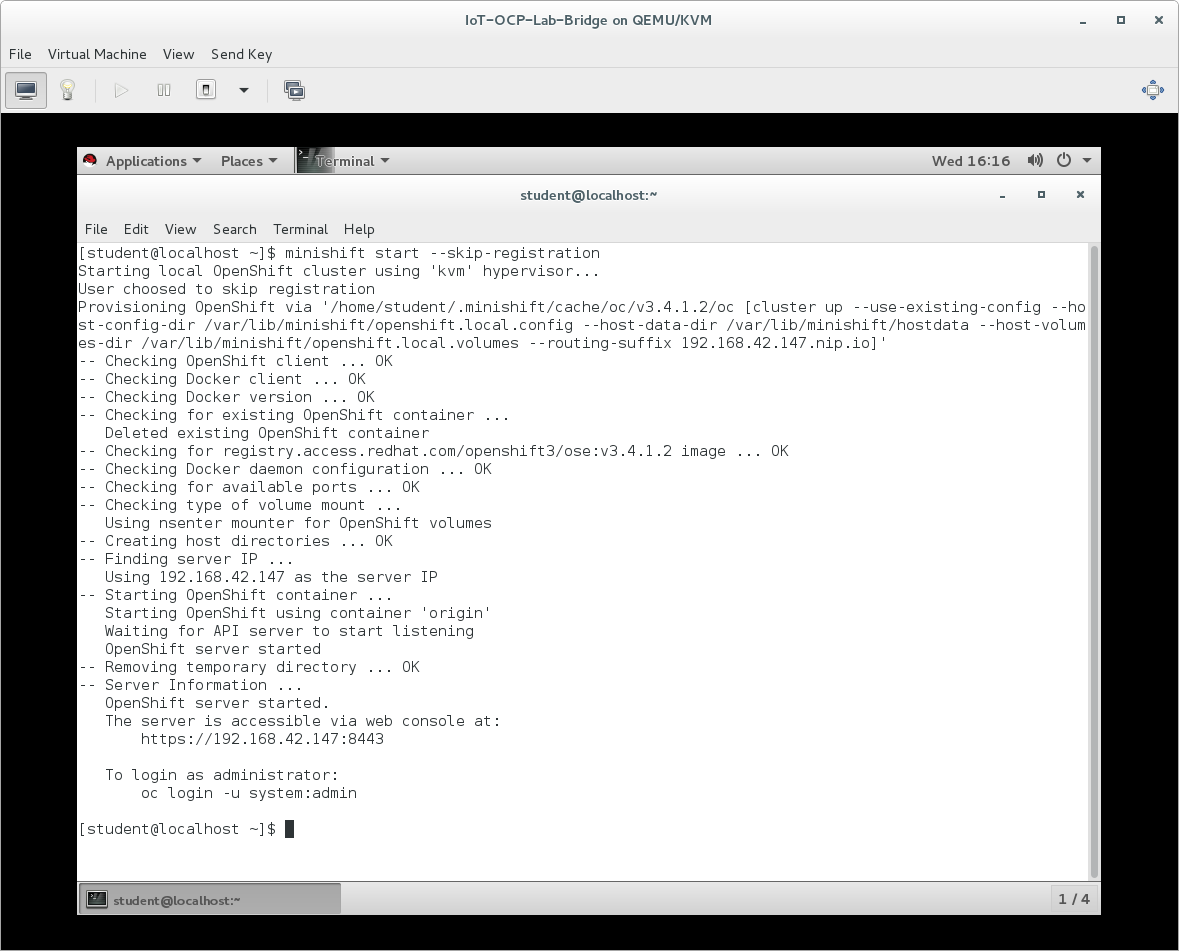 IoT-OCP-Lab-Bridge on QEMU/KVM
File Virtual Machine View Send Key
Applications Places Terminal Wed 16:16
student@localhost:~
File Edit View Search Terminal Help
[student@localhost ~]$ minishift start --skip-registration
Starting local OpenShift cluster using 'kvm' hypervisor...
User choosed to skip registration
Provisioning OpenShift via '/home/student/.minishift/cache/oc/v3.4.1.2/oc [cluster up --use-existing-config --ho
st-config-dir /var/lib/minishift/openshift.local.config --host-data-dir /var/lib/minishift/hostdata --host-volum
es-dir /var/lib/minishift/openshift.local.volumes --routing-suffix 192.168.42.147.nip.io]'
-- Checking OpenShift client ... OK
-- Checking Docker client ... OK
-- Checking Docker version ... OK
-- Checking for existing OpenShift container ...
   Deleted existing OpenShift container
-- Checking for registry.access.redhat.com/openshift3/ose:v3.4.1.2 image ... OK
-- Checking Docker daemon configuration ... OK
-- Checking for available ports ... OK
-- Checking type of volume mount ...
   Using nsenter mounter for OpenShift volumes
-- Creating host directories ... OK
-- Finding server IP ...
   Using 192.168.42.147 as the server IP
-- Starting OpenShift container ...
   Starting OpenShift using container 'origin'
   Waiting for API server to start listening
   OpenShift server started
-- Removing temporary directory ... OK
-- Server Information ...
   OpenShift server started.
   The server is accessible via web console at:
       https://192.168.42.147:8443
   To login as administrator:
       oc login -u system:admin
[student@localhost ~]$
student@localhost:~ 1 / 4